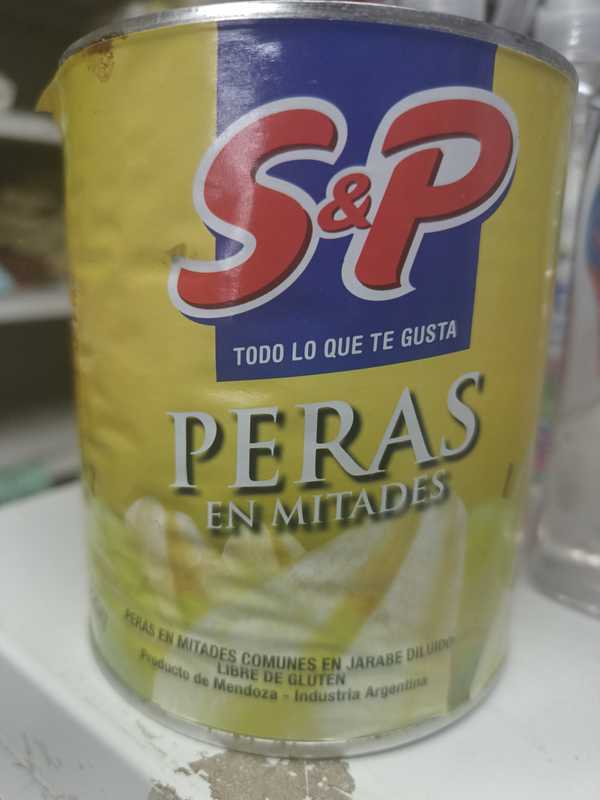 S&P
TODO LO QUE TE GUSTA
PERAS
EN MITADES
PERAS EN MITADES COMUNES EN JARABE DILUIDO
LIBRE DE GLUTEN
Producto de Mendoza - Industria Argentina